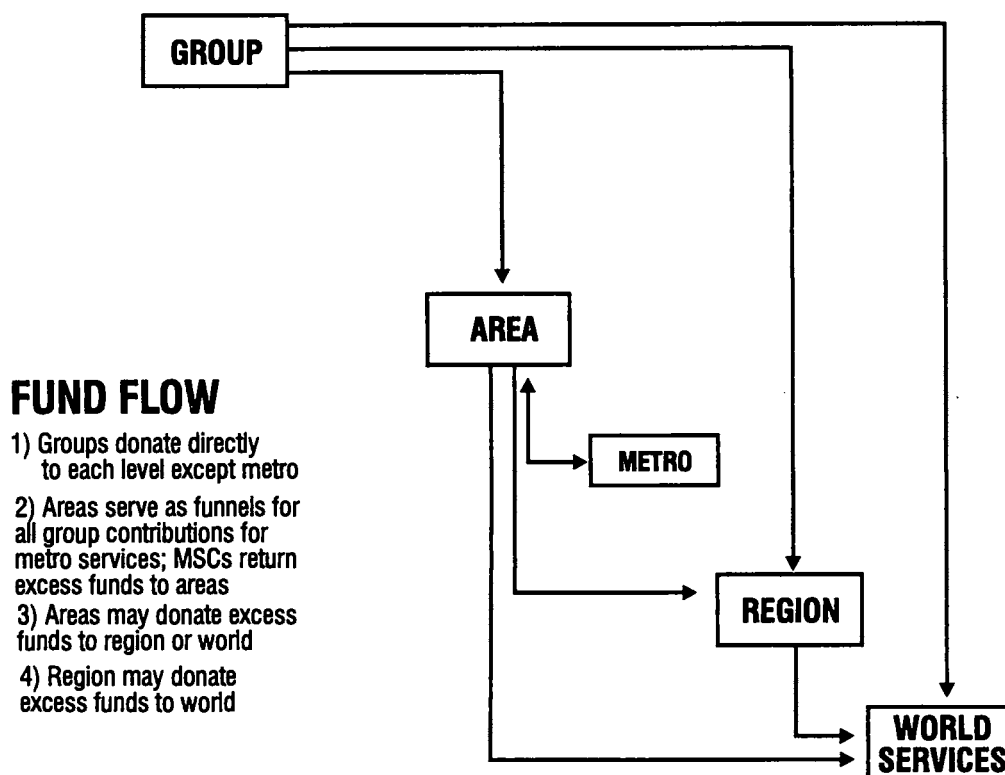 GROUP
AREA
FUND FLOW
1) Groups donate directly
to each level except metro
2) Areas serve as funnels for
all group contributions for
metro services; MSCs return
excess funds to areas
3) Areas may donate excess
funds to region or world
4) Region may donate
excess funds to world
METRO
REGION
WORLD
SERVICES